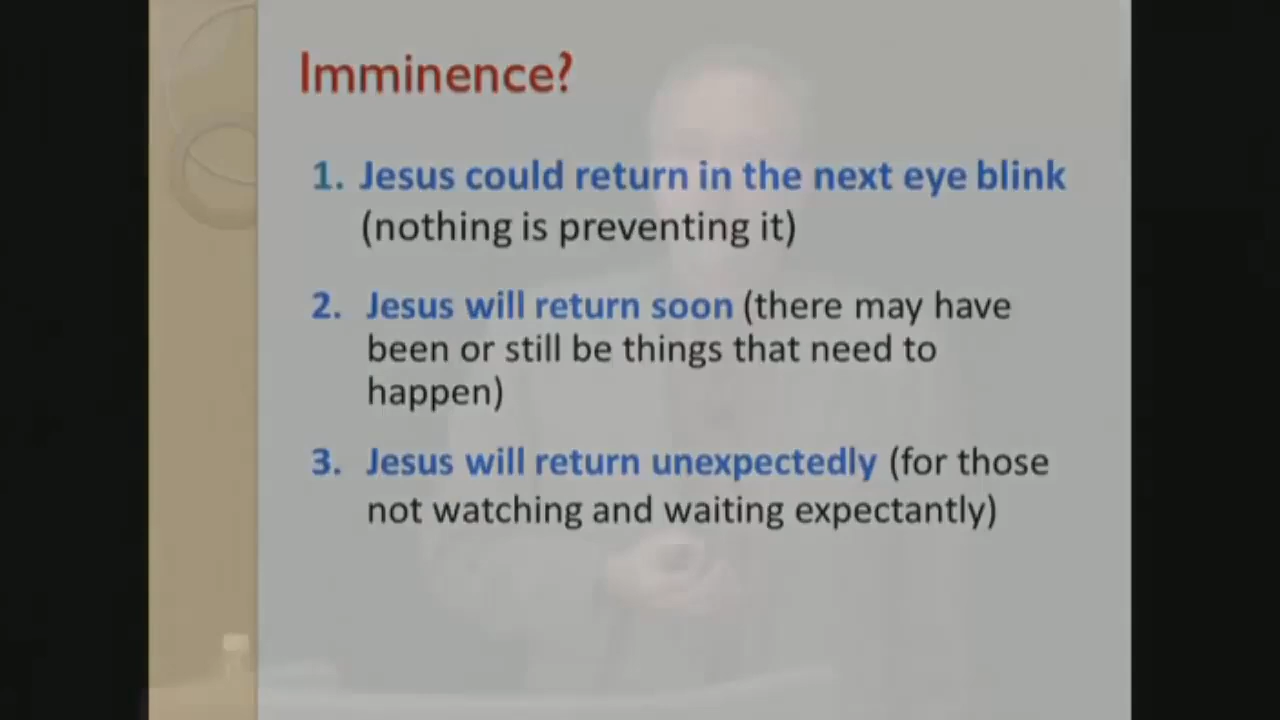 Imminence?
1. Jesus could return in the next eye blink
(nothing is preventing it)
2. Jesus will return soon (there may have
been or still be things that need to
happen)
3. Jesus will return unexpectedly (for those
not watching and waiting expectantly)